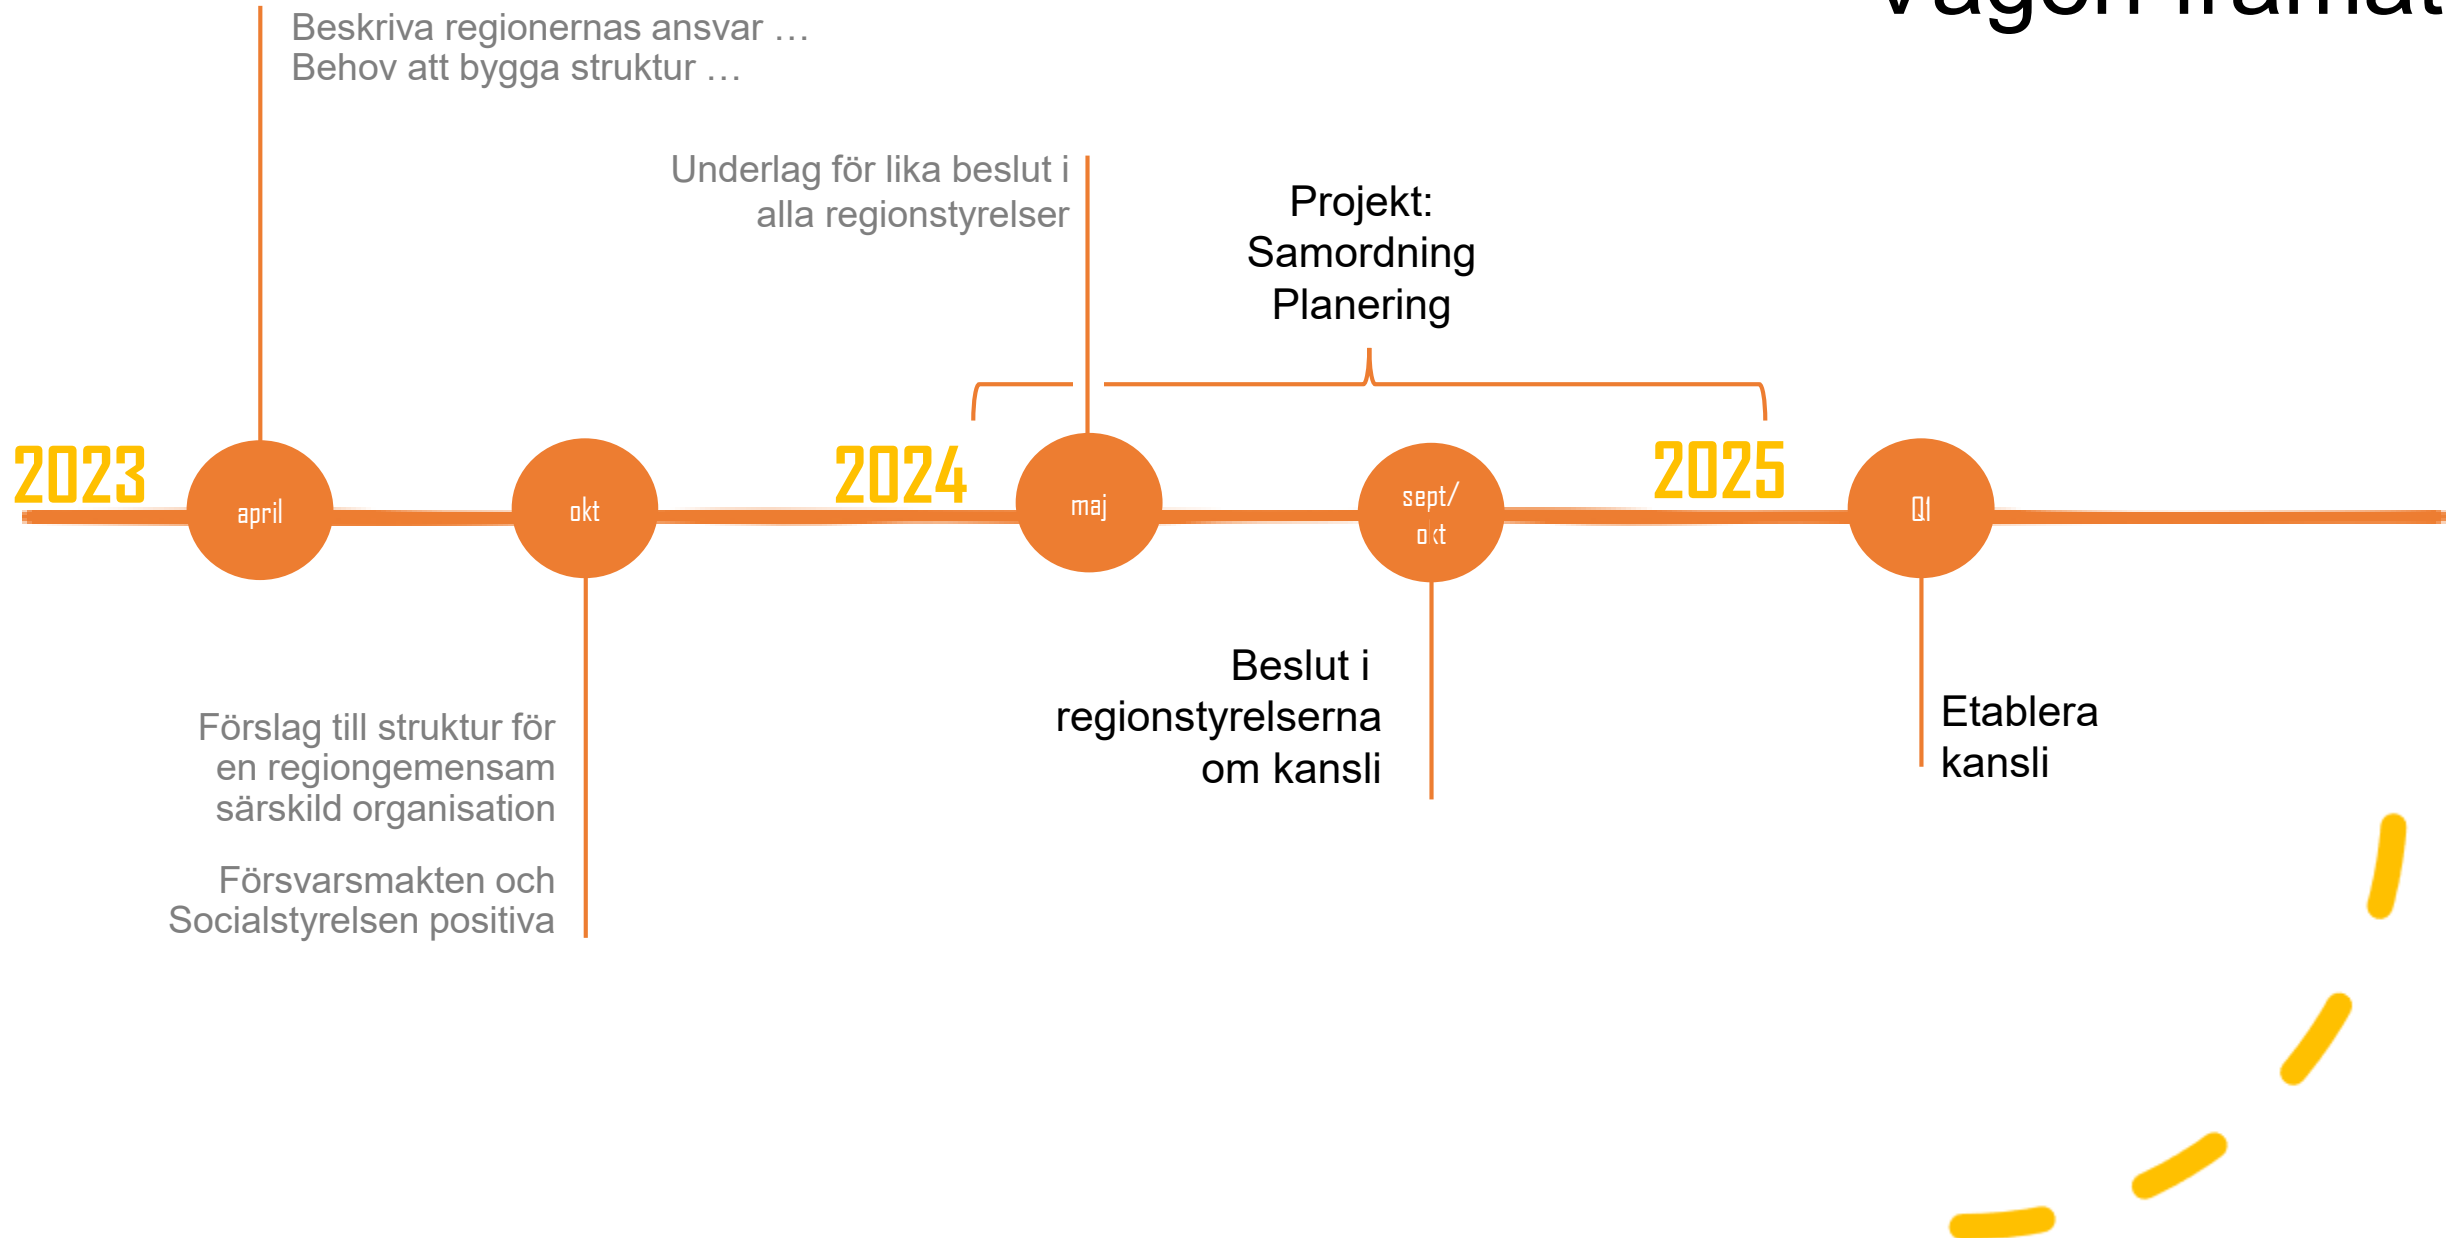 Vägen framåt
Beskriva regionernas ansvar …
Behov att bygga struktur …
Underlag för lika beslut i
alla regionstyrelser
Projekt:
Samordning
Planering
2023
april
okt
2024
maj
sept/
okt
2025
Q1
Förslag till struktur för
en regiongemensam
särskild organisation
Försvarsmakten och
Socialstyrelsen positiva
Beslut i
regionstyrelserna
om kansli
Etablera
kansli